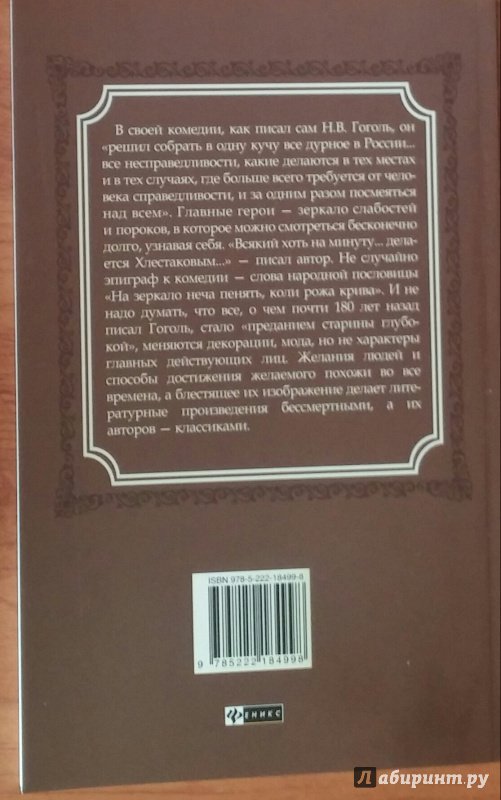 В своей комедии, как писал сам Н.В. Гоголь, он
«решил собрать в одну кучу все дурное в России...
все несправедливости, какие делаются в тех местах
и в тех случаях, где больше всего требуется от чело-
века справедливости, и за одним разом посмеяться
над всем». Главные герои — зеркало слабостей
и пороков, в которое можно смотреться бесконечно
долго, узнавая себя. «Всякий хоть на минуту... дела-
ется Хлестаковым...» — писал автор. Не случайно
эпиграф к комедии — слова народной пословицы
«На зеркало неча пенять, коли рожа крива». И не
надо думать, что все, о чем почти 180 лет назад
писал Гоголь, стало «преданием старины глубо-
кой», меняются декорации, мода, но не характеры
главных действующих лиц. Желания людей и
способы достижения желаемого похожи во все
времена, а блестящее их изображение делает лите-
ратурные произведения бессмертными, а их
авторов — классиками.
ISBN 978-5-222-18499-8
9 785222 184998
ФЕНИКС
Лабиринт.ру